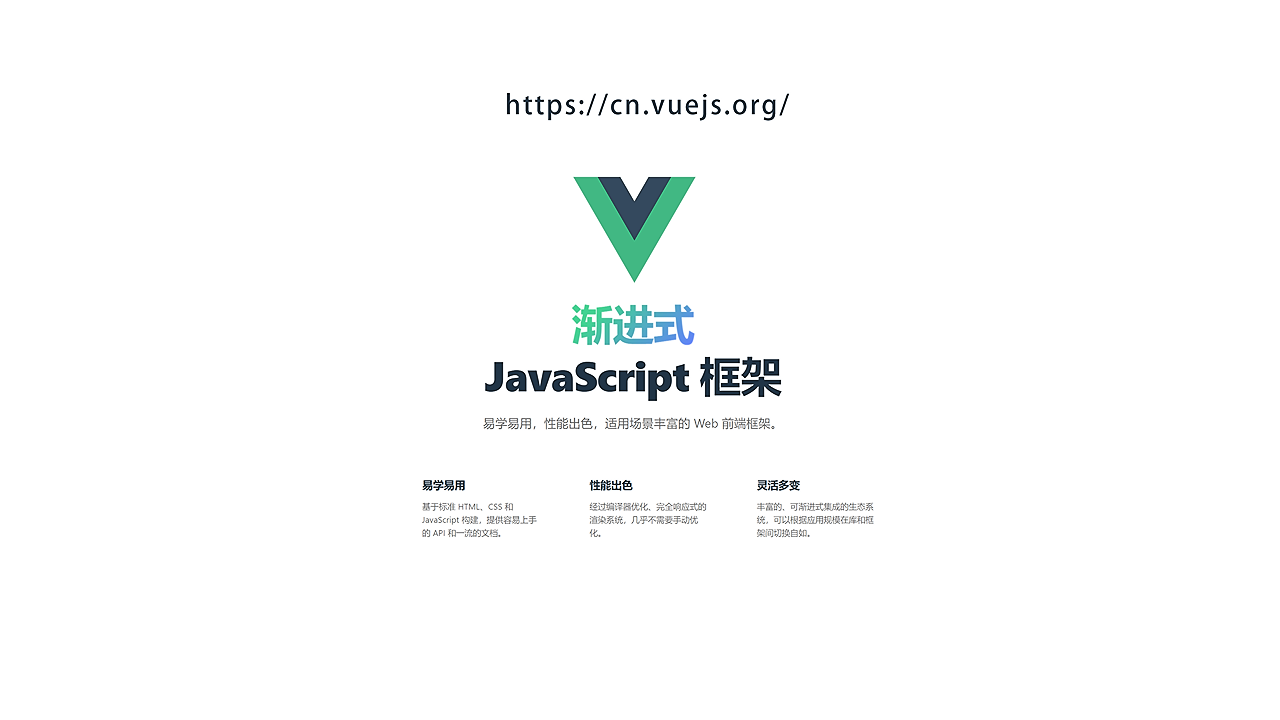 https://cn.vuejs.org/
渐进式
JavaScript 框架
易学易用，性能出色，适用场景丰富的 Web 前端框架。
易学易用
基于标准 HTML、CSS 和
JavaScript 构建，提供容易上手
的 API 和一流的文档。
性能出色
经过编译器优化、完全响应式的
渲染系统，几乎不需要手动优
化。
灵活多变
丰富的、可渐进式集成的生态系
统，可以根据应用规模在库和框
架间切换自如。